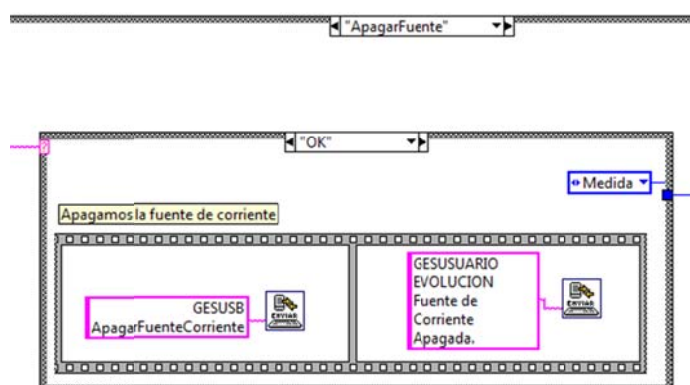 "ApagarFuente"
"OK"
?
Medida
Apagamos la fuente de corriente
GESUSB
ApagarFuenteCorriente
ENVIAR
GESUSUARIO
EVOLUCION
Fuente de
Corriente
Apagada.
ENVIAR